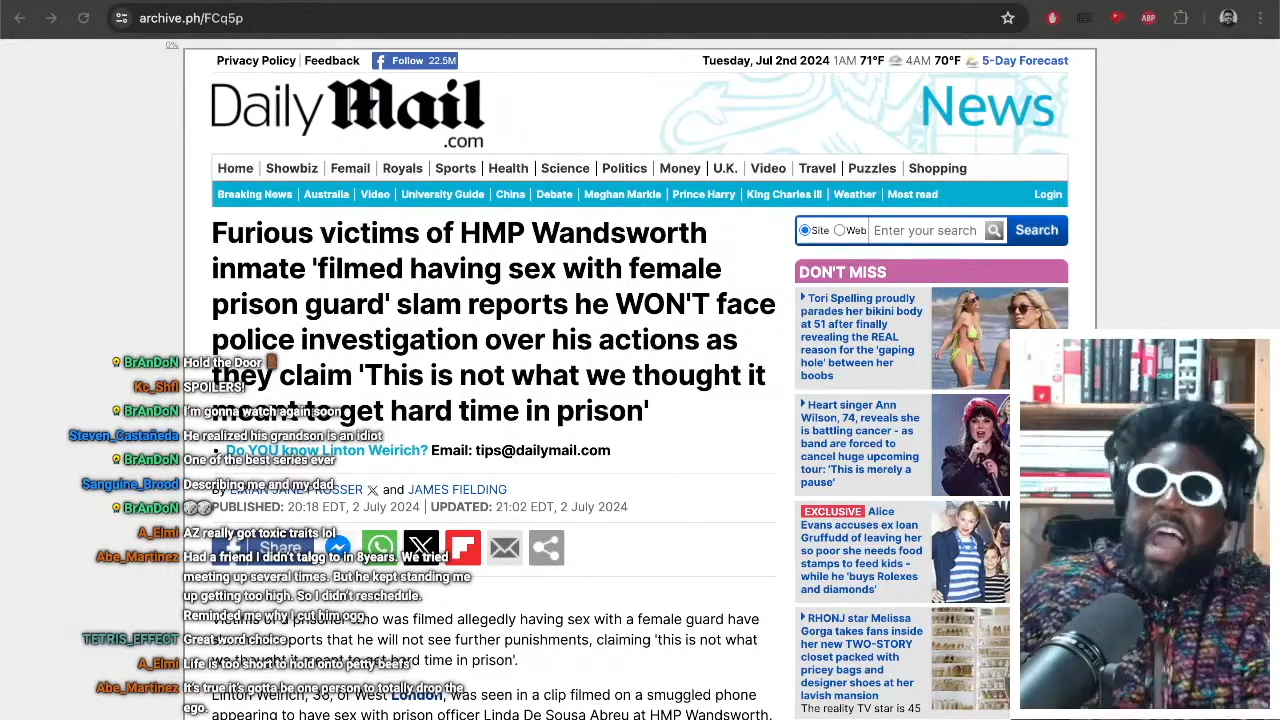 archive.ph/FCq5p
ABP
0%
Privacy Policy | Feedback
Follow 22.5M
Tuesday, Jul 2nd 2024 1AM 71°F 4AM 70°F 5-Day Forecast
Daily Mail
.com
News
Home Showbiz Femail Royals Sports Health Science Politics Money U.K. Video Travel Puzzles Shopping
Breaking News Australia Video University Guide China Debate Meghan Markle Prince Harry King Charles III Weather Most read Login
Furious victims of HMP Wandsworth
inmate 'filmed having sex with female
prison guard' slam reports he WON'T face
police investigation over his actions as
they claim 'This is not what we thought it
get hard time in prison'
Do YOU know Linton Weirich? Email: tips@dailymail.com
By and JAMES FIELDING
PUBLISHED: 20:18 EDT, 2 July 2024 | UPDATED: 21:02 EDT, 2 July 2024
Share
who was filmed allegedly having sex with a female guard have
that he will not see further punishments, claiming 'this is not what
hard time in prison'.
London, was seen in a clip filmed on a smuggled phone
appearing to have sex with prison officer Linda De Sousa Abreu at HMP Wandsworth.
BrAnDoN Hold the Door
Kc_Shfl SPOILERS!
BrAnDoN I'm gonna watch again soon
Steven_Castaneda He realized his grandson is an idiot
BrAnDoN One of the best series ever
Sanguine_Brood Describing me and my dad
BrAnDoN
A_Elmi AZ really got toxic traits lol
Abe_Martinez Had a friend I didn't talgg to in 8years. We tried
meeting up several times. But he kept standing me
up getting too high. So I didn't reschedule.
Reminded me why I cut him ogg
TETRIS_EFFECT Great word choice
A_Elmi Life is too short to hold onto petty beefs
Abe_Martinez It's true it's gotta be one person to totally drop the
ego.
Site Web Enter your search Search
DON'T MISS
Tori Spelling proudly
parades her bikini body
at 51 after finally
revealing the REAL
reason for the 'gaping
hole' between her
boobs
Heart singer Ann
Wilson, 74, reveals she
is battling cancer - as
band are forced to
cancel huge upcoming
tour: 'This is merely a
pause'
EXCLUSIVE Alice
Evans accuses ex Ioan
Gruffudd of leaving her
so poor she needs food
stamps to feed kids -
while he 'buys Rolexes
and diamonds'
RHONJ star Melissa
Gorga takes fans inside
her new TWO-STORY
closet packed with
pricey bags and
designer shoes at her
lavish mansion
The reality TV star is 45